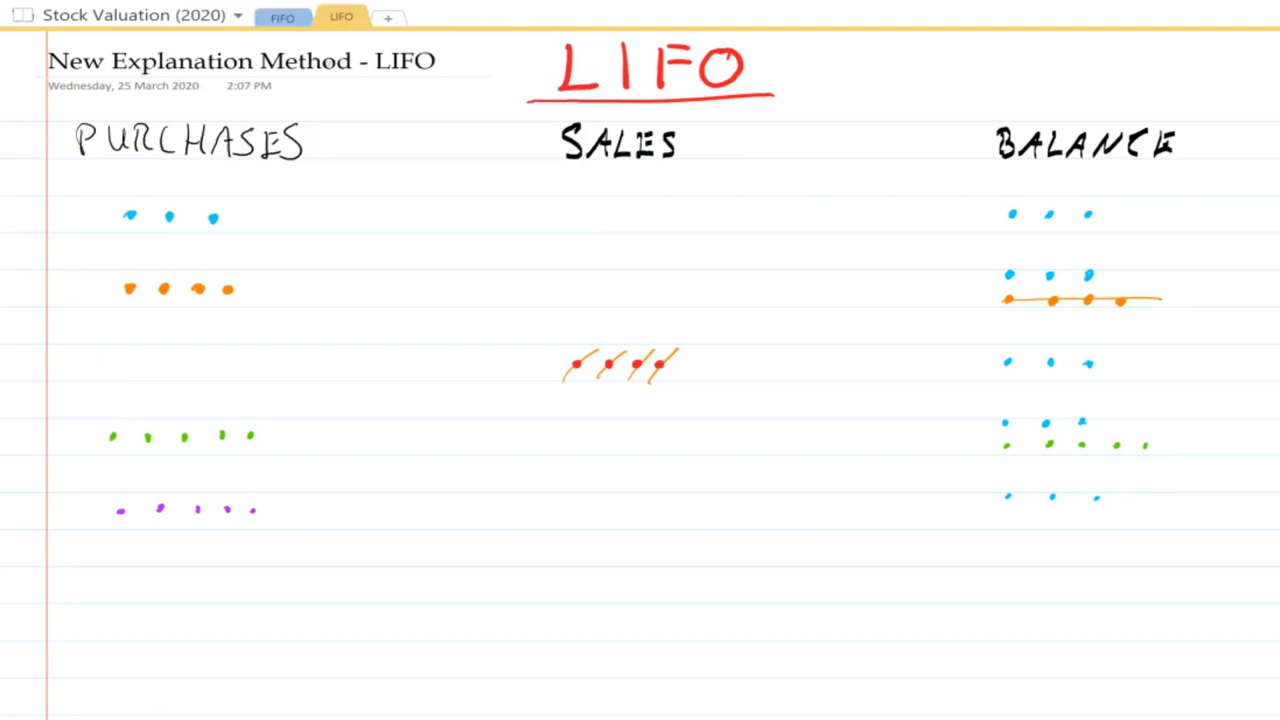 Stock Valuation (2020) FIFO LIFO +
New Explanation Method - LIFO
Wednesday, 25 March 2020 2:07 PM
LIFO
PURCHASES SALES BALANCE